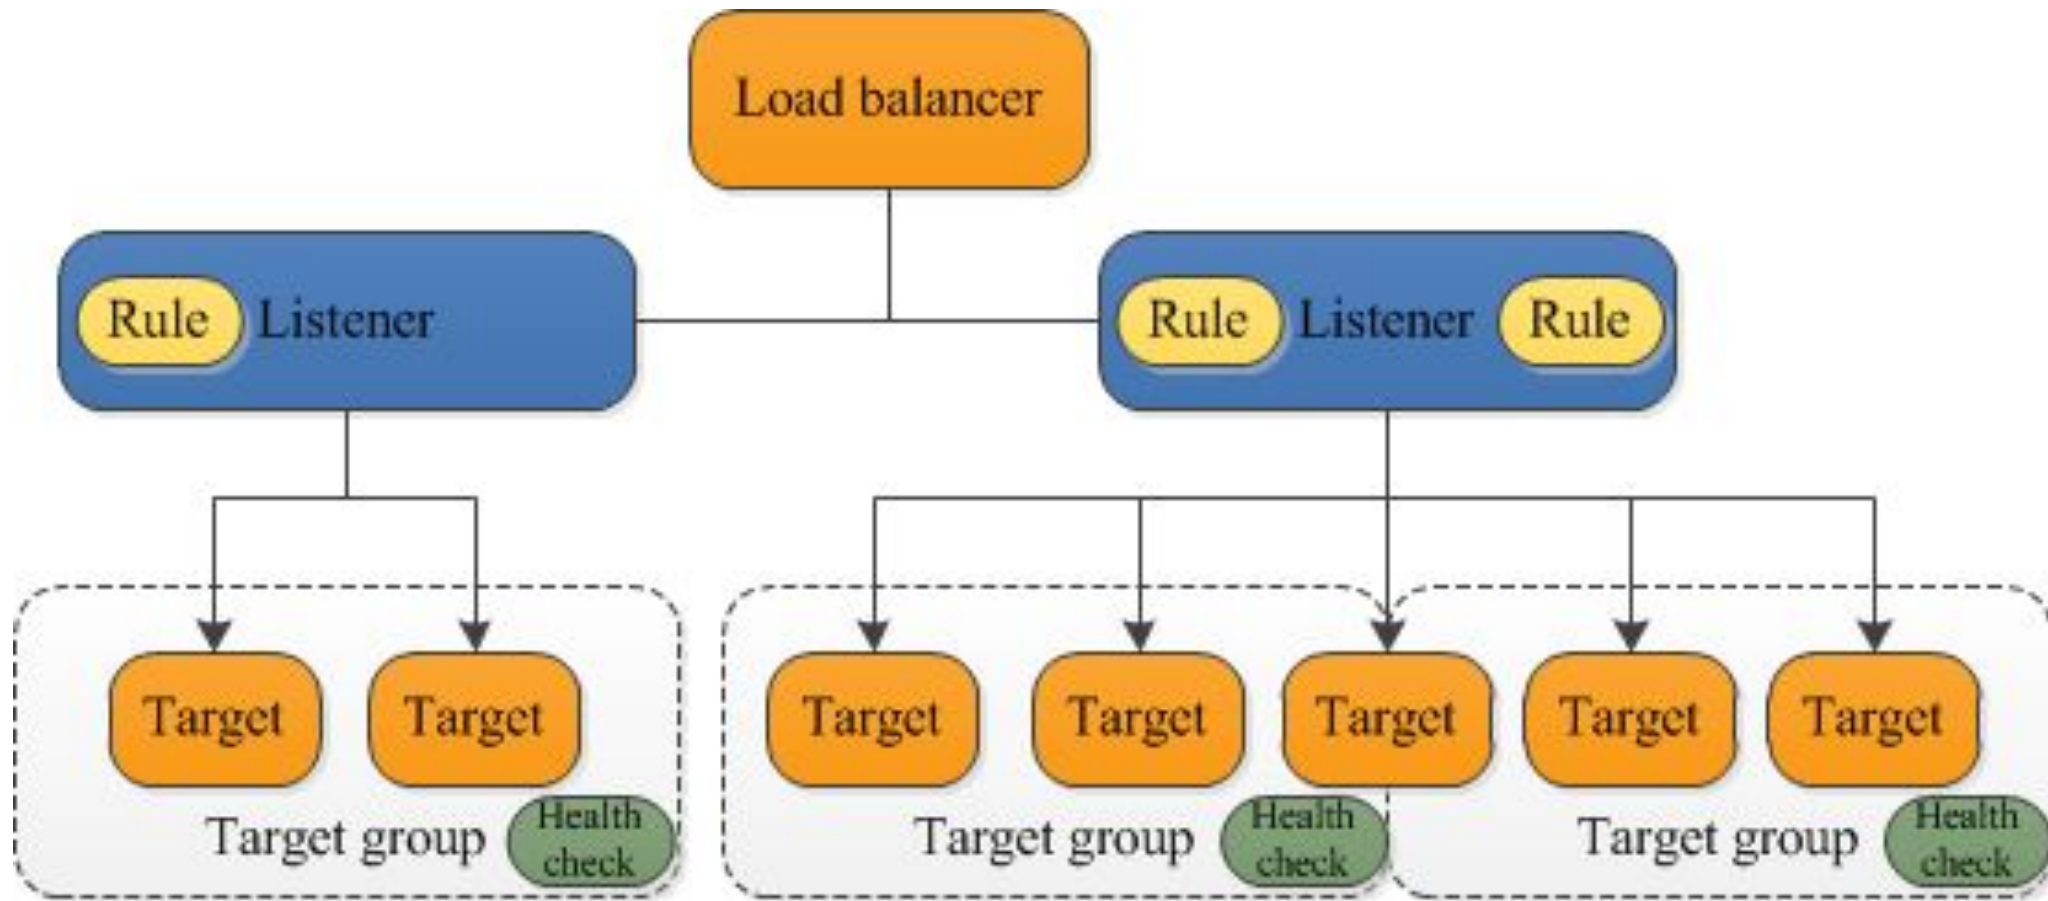 Load balancer
Rule Listener
Rule Listener Rule
Target
Target
Target
Target
Target
Target
Target
Target group
Health
check
Target group
Health
check
Target group
Health
check